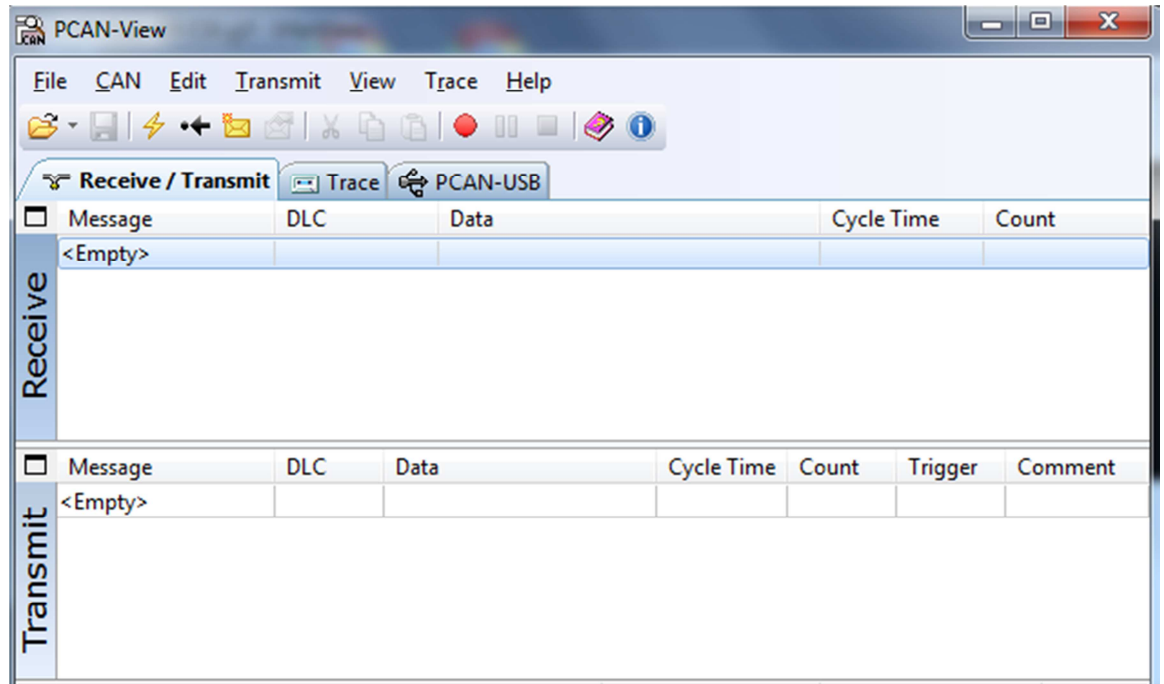 PCAN-View
File CAN Edit Transmit View Trace Help
Receive / Transmit Trace PCAN-USB
Message DLC Data Cycle Time Count
<Empty>
Receive
Message DLC Data Cycle Time Count Trigger Comment
<Empty>
Transmit